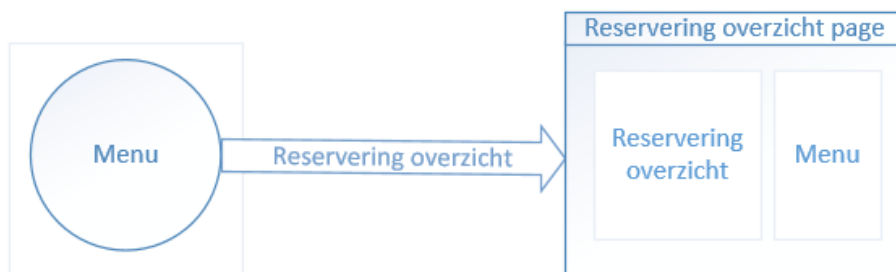 Reservering overzicht page
Menu
Reservering overzicht
Reservering
overzicht
Menu